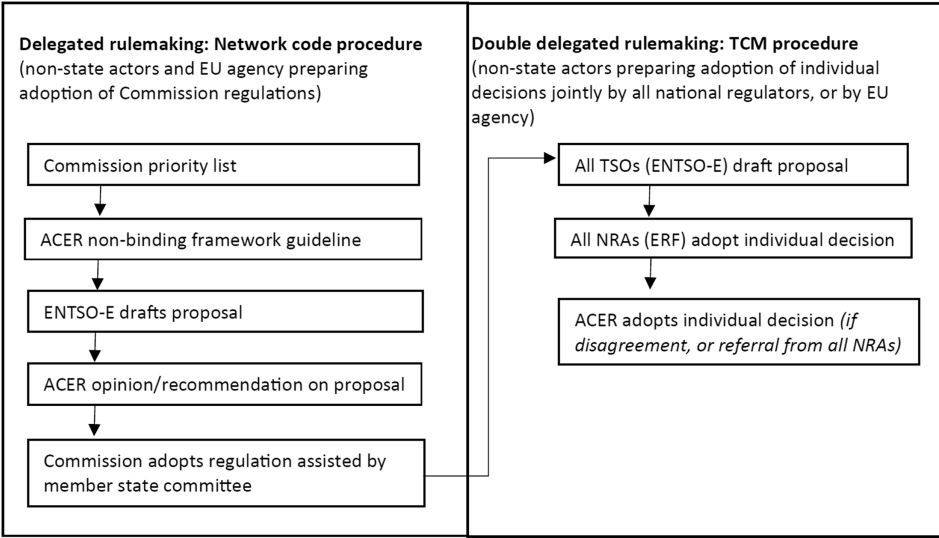 Delegated rulemaking: Network code procedure
(non-state actors and EU agency preparing
adoption of Commission regulations)
Commission priority list
ACER non-binding framework guideline
ENTSO-E drafts proposal
ACER opinion/recommendation on proposal
Commission adopts regulation assisted by
member state committee
Double delegated rulemaking: TCM procedure
(non-state actors preparing adoption of individual
decisions jointly by all national regulators, or by EU
agency)
All TSOs (ENTSO-E) draft proposal
All NRAs (ERF) adopt individual decision
ACER adopts individual decision (if
disagreement, or referral from all NRAs)